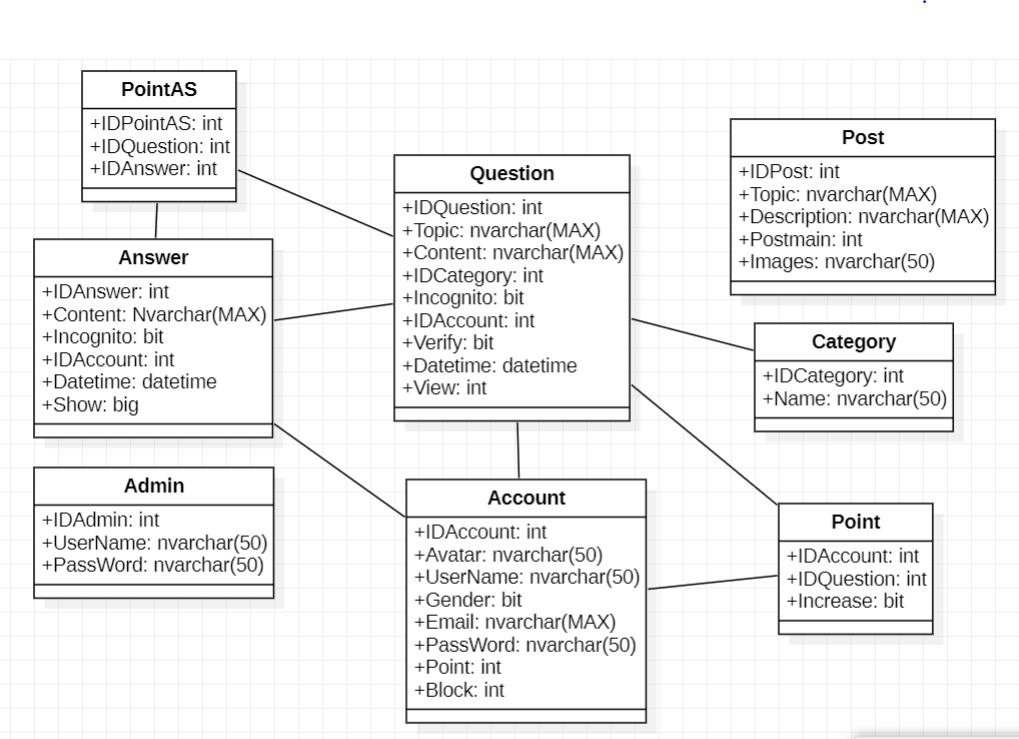 PointAS
+IDPointAS: int
+IDQuestion: int
+IDAnswer: int
Answer
+IDAnswer: int
+Content: Nvarchar(MAX)
+Incognito: bit
+IDAccount: int
+Datetime: datetime
+Show: big
Admin
+IDAdmin: int
+UserName: nvarchar(50)
+PassWord: nvarchar(50)
Question
+IDQuestion: int
+Topic: nvarchar(MAX)
+Content: nvarchar(MAX)
+IDCategory: int
+Incognito: bit
+IDAccount: int
+Verify: bit
+Datetime: datetime
+View: int
Account
+IDAccount: int
+Avatar: nvarchar(50)
+UserName: nvarchar(50)
+Gender: bit
+Email: nvarchar(MAX)
+PassWord: nvarchar(50)
+Point: int
+Block: int
Post
+IDPost: int
+Topic: nvarchar(MAX)
+Description: nvarchar(MAX)
+Postmain: int
+Images: nvarchar(50)
Category
+IDCategory: int
+Name: nvarchar(50)
Point
+IDAccount: int
+IDQuestion: int
+Increase: bit